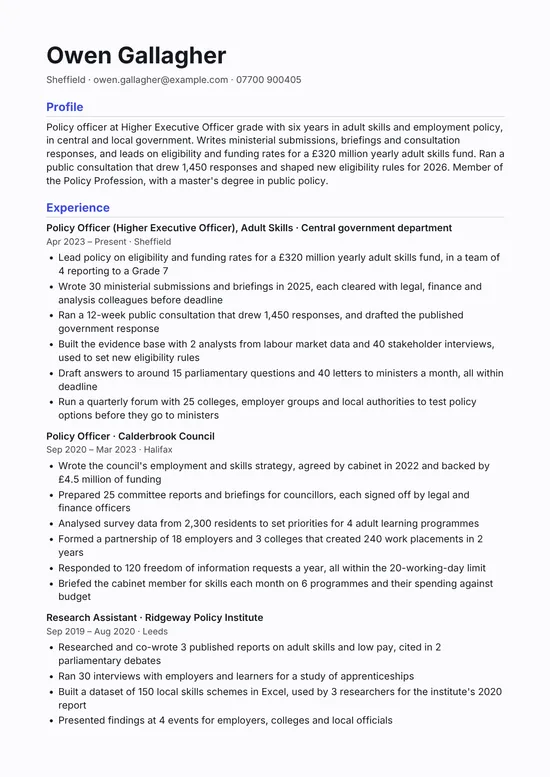 Owen Gallagher
Sheffield · owen.gallagher@example.com · 07700 900405
Profile
Policy officer at Higher Executive Officer grade with six years in adult skills and employment policy,
in central and local government. Writes ministerial submissions, briefings and consultation
responses, and leads on eligibility and funding rates for a £320 million yearly adult skills fund. Ran a
public consultation that drew 1,450 responses and shaped new eligibility rules for 2026. Member of
the Policy Profession, with a master's degree in public policy.
Experience
Policy Officer (Higher Executive Officer), Adult Skills · Central government department
Apr 2023 – Present · Sheffield
• Lead policy on eligibility and funding rates for a £320 million yearly adult skills fund, in a team of
4 reporting to a Grade 7
• Wrote 30 ministerial submissions and briefings in 2025, each cleared with legal, finance and
analysis colleagues before deadline
• Ran a 12-week public consultation that drew 1,450 responses, and drafted the published
government response
• Built the evidence base with 2 analysts from labour market data and 40 stakeholder interviews,
used to set new eligibility rules
• Draft answers to around 15 parliamentary questions and 40 letters to ministers a month, all within
deadline
• Run a quarterly forum with 25 colleges, employer groups and local authorities to test policy
options before they go to ministers
Policy Officer · Calderbrook Council
Sep 2020 – Mar 2023 · Halifax
• Wrote the council's employment and skills strategy, agreed by cabinet in 2022 and backed by
£4.5 million of funding
• Prepared 25 committee reports and briefings for councillors, each signed off by legal and
finance officers
• Analysed survey data from 2,300 residents to set priorities for 4 adult learning programmes
• Formed a partnership of 18 employers and 3 colleges that created 240 work placements in 2
years
• Responded to 120 freedom of information requests a year, all within the 20-working-day limit
• Briefed the cabinet member for skills each month on 6 programmes and their spending against
budget
Research Assistant · Ridgeway Policy Institute
Sep 2019 – Aug 2020 · Leeds
• Researched and co-wrote 3 published reports on adult skills and low pay, cited in 2
parliamentary debates
• Ran 30 interviews with employers and learners for a study of apprenticeships
• Built a dataset of 150 local skills schemes in Excel, used by 3 researchers for the institute's 2020
report
• Presented findings at 4 events for employers, colleges and local officials